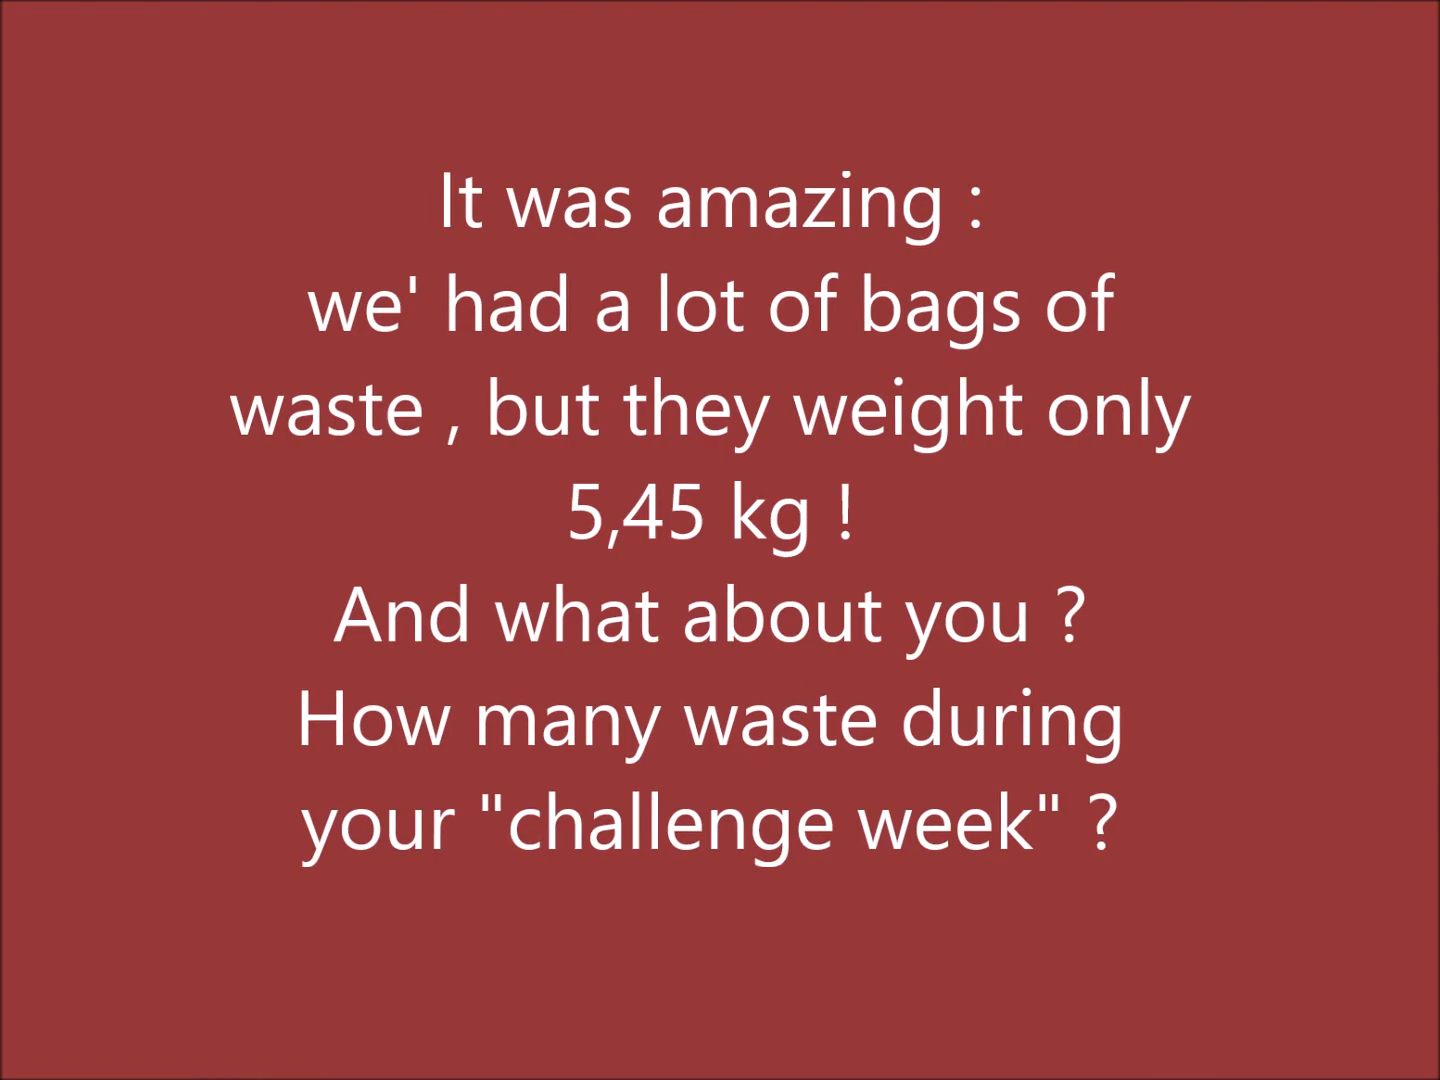 It was amazing :
we' had a lot of bags of
waste , but they weight only
5,45 kg !
And what about you ?
How many waste during
your "challenge week" ?